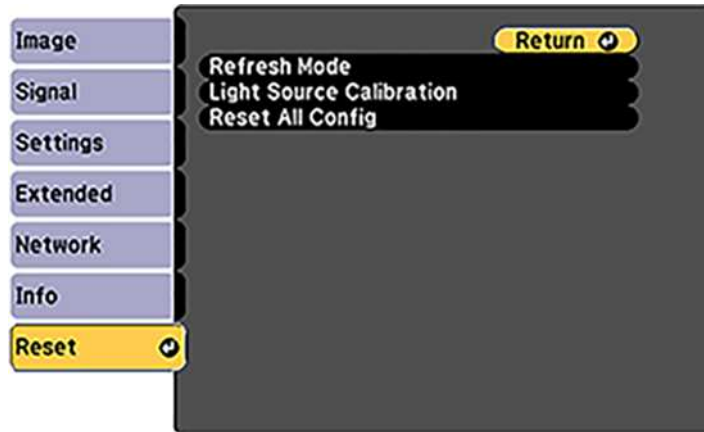 Image
Signal
Settings
Extended
Network
Info
Reset
Return
Refresh Mode
Light Source Calibration
Reset All Config